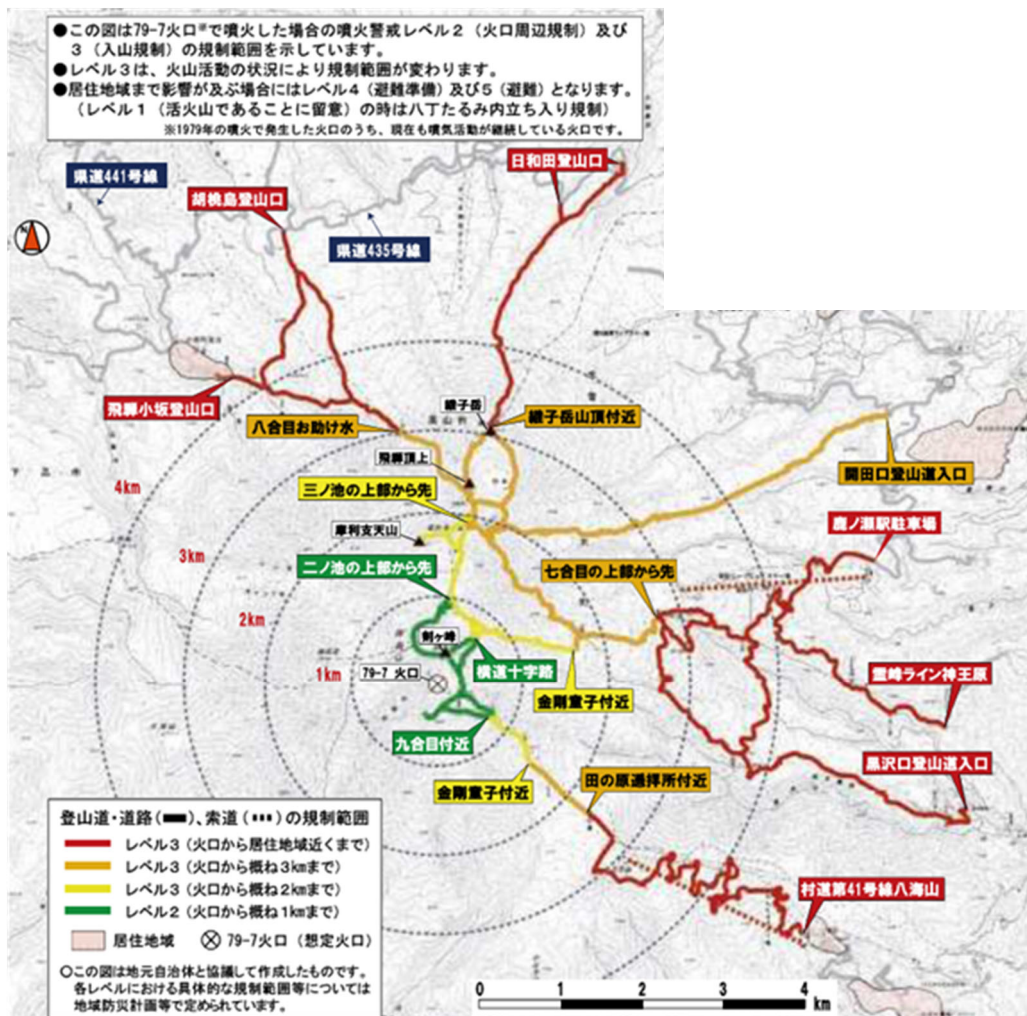 ●この図は79-7火口※で噴火した場合の噴火警戒レベル２（火口周辺規制）及び
３（入山規制）の規制範囲を示しています。
●レベル３は、火山活動の状況により規制範囲が変わります。
●居住地域まで影響が及ぶ場合にはレベル４（避難準備）及び５（避難）となります。
（レベル１（活火山であることに留意）の時は八丁たるみ内立ち入り規制）
※1979年の噴火で発生した火口のうち、現在も噴気活動が継続している火口です。
日和田登山口
県道441号線
胡桃島登山口
県道435号線
N
飛騨小坂登山口
継子岳
八合目お助け水
継子岳山頂付近
飛騨頂上
開田口登山道入口
4km
三ノ池の上部から先
鹿ノ瀬駅駐車場
摩利支天山
3km
二ノ池の上部から先
七合目の上部から先
2km
剣ヶ峰
1km
79-7 火口
横道十字路
霊峰ライン神王原
金剛童子付近
九合目付近
黒沢口登山道入口
金剛童子付近
田の原遥拝所付近
登山道・道路（　）、索道（　）の規制範囲
レベル３（火口から居住地域近くまで）
レベル３（火口から概ね３kmまで）
レベル３（火口から概ね２kmまで）
レベル２（火口から概ね１kmまで）
村道第41号線八海山
居住地域
79-7火口（想定火口）
○この図は地元自治体と協議して作成したものです。
各レベルにおける具体的な規制範囲等については
地域防災計画等で定められています。
0 1 2 3 4
km